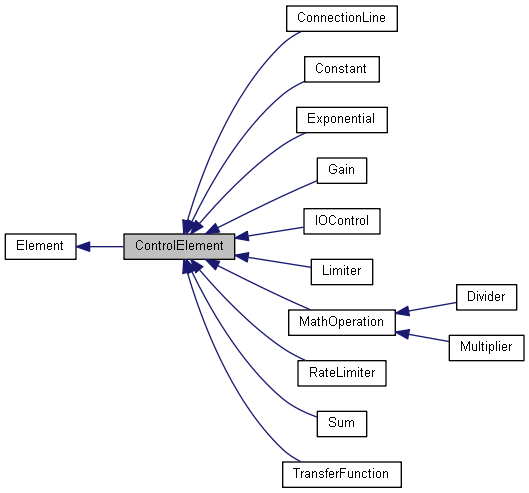 ConnectionLine
Constant
Exponential
Gain
IOControl
Element
ControlElement
Limiter
Divider
MathOperation
Multiplier
RateLimiter
Sum
TransferFunction